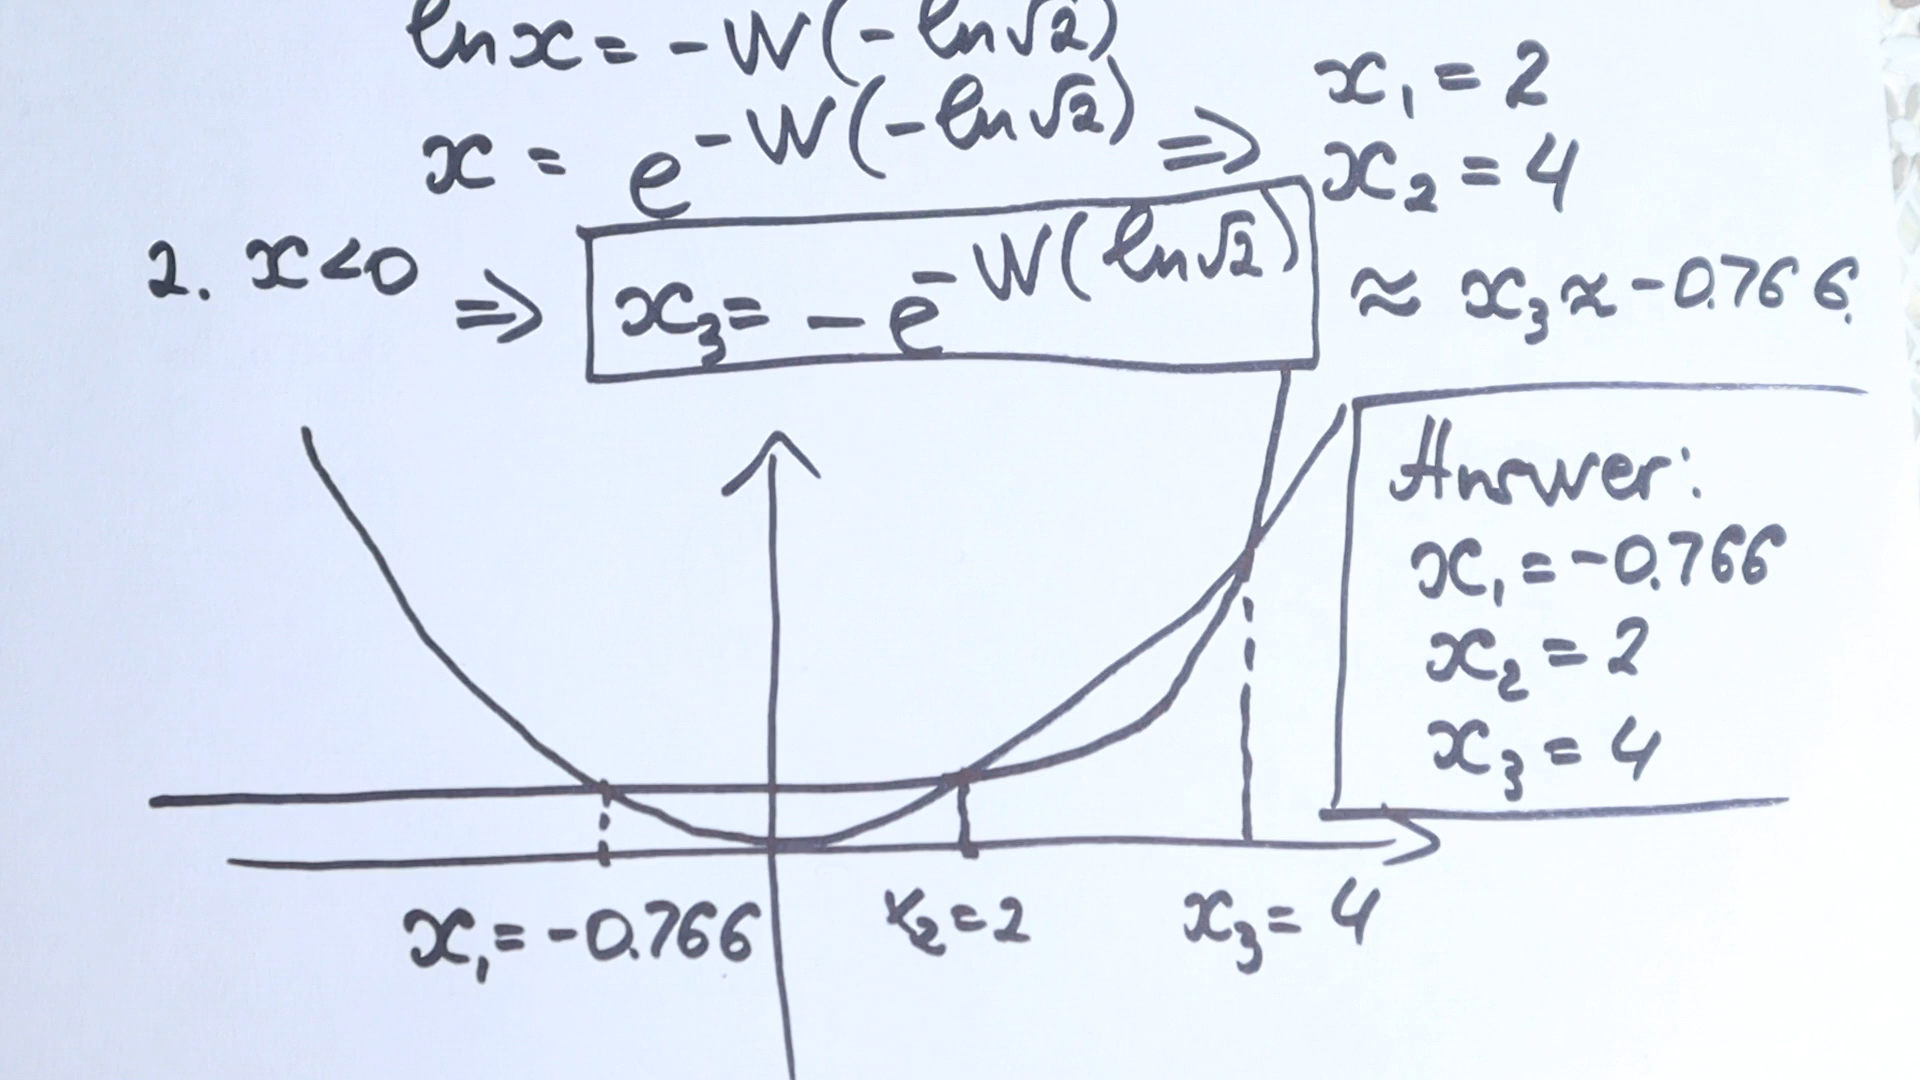 ln x = -W(-ln√2)
x = e^{-W(-ln√2)} ⇒ x₁ = 2
x₂ = 4
2. x<0 ⇒ x₃ = -e^{-W(ln√2)} ≈ x₃ ≈ -0.766.
Answer:
x₁ = -0.766
x₂ = 2
x₃ = 4
x₁ = -0.766 x₂ = 2 x₃ = 4